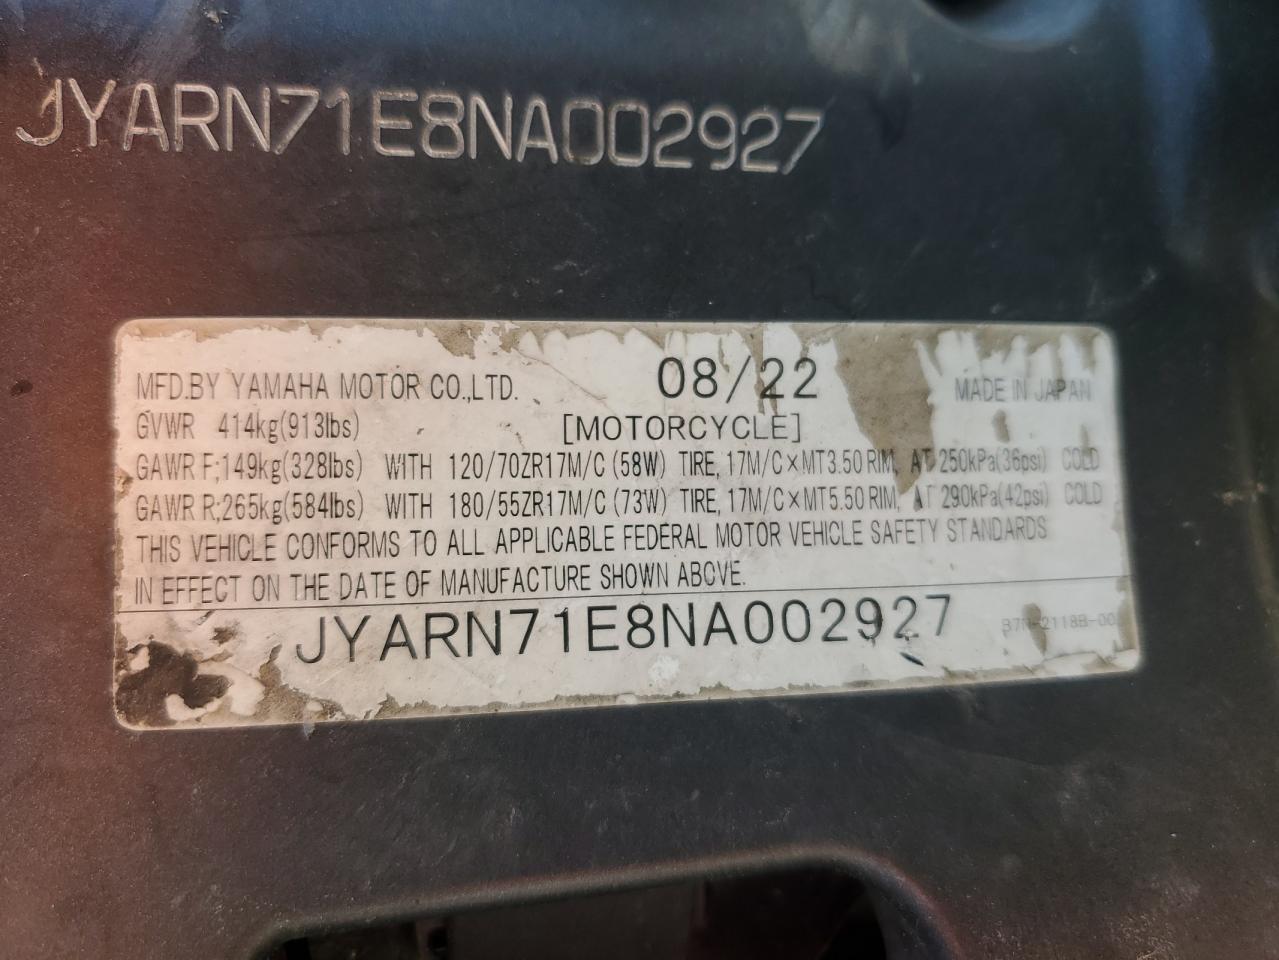 JYARN71E8NA002927
MFD.BY YAMAHA MOTOR CO.,LTD. 08/22 MADE IN JAPAN
GVWR 414kg(913lbs) [MOTORCYCLE]
GAWR F;149kg(328lbs) WITH 120/70ZR17M/C (58W) TIRE, 17M/C×MT3.50 RIM, AT 250kPa(36psi) COLD
GAWR R;265kg(584lbs) WITH 180/55ZR17M/C (73W) TIRE, 17M/C×MT5.50 RIM, AT 290kPa(42psi) COLD
THIS VEHICLE CONFORMS TO ALL APPLICABLE FEDERAL MOTOR VEHICLE SAFETY STANDARDS
IN EFFECT ON THE DATE OF MANUFACTURE SHOWN ABOVE.
JYARN71E8NA002927